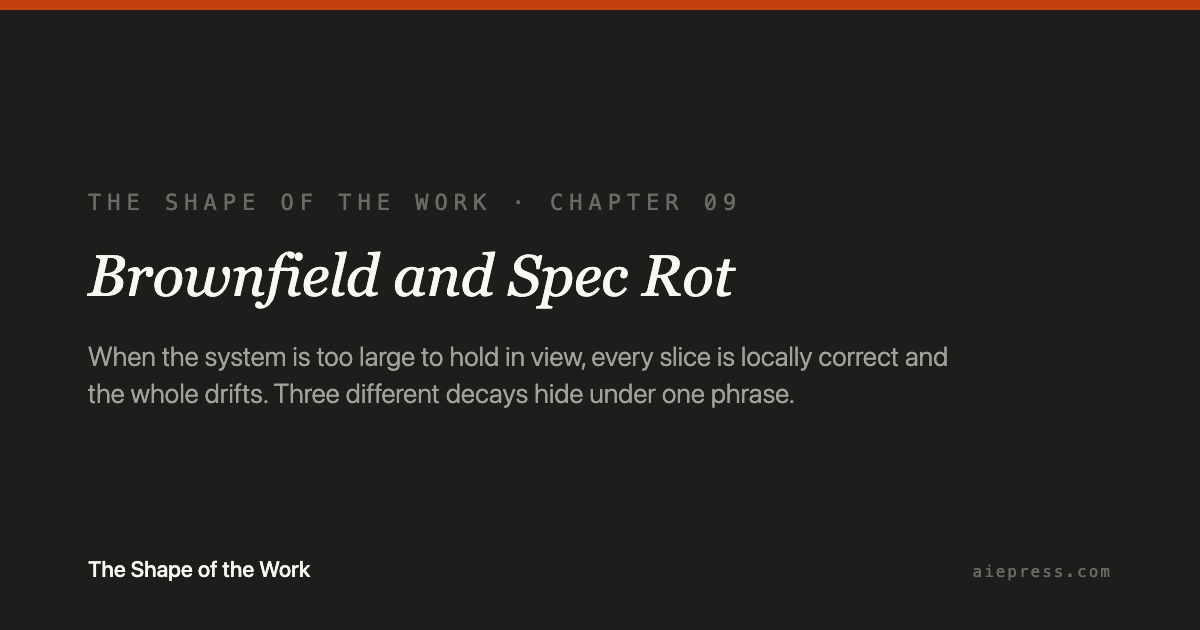 THE SHAPE OF THE WORK · CHAPTER 09
Brownfield and Spec Rot
When the system is too large to hold in view, every slice is locally correct and
the whole drifts. Three different decays hide under one phrase.
The Shape of the Work
aiepress.com